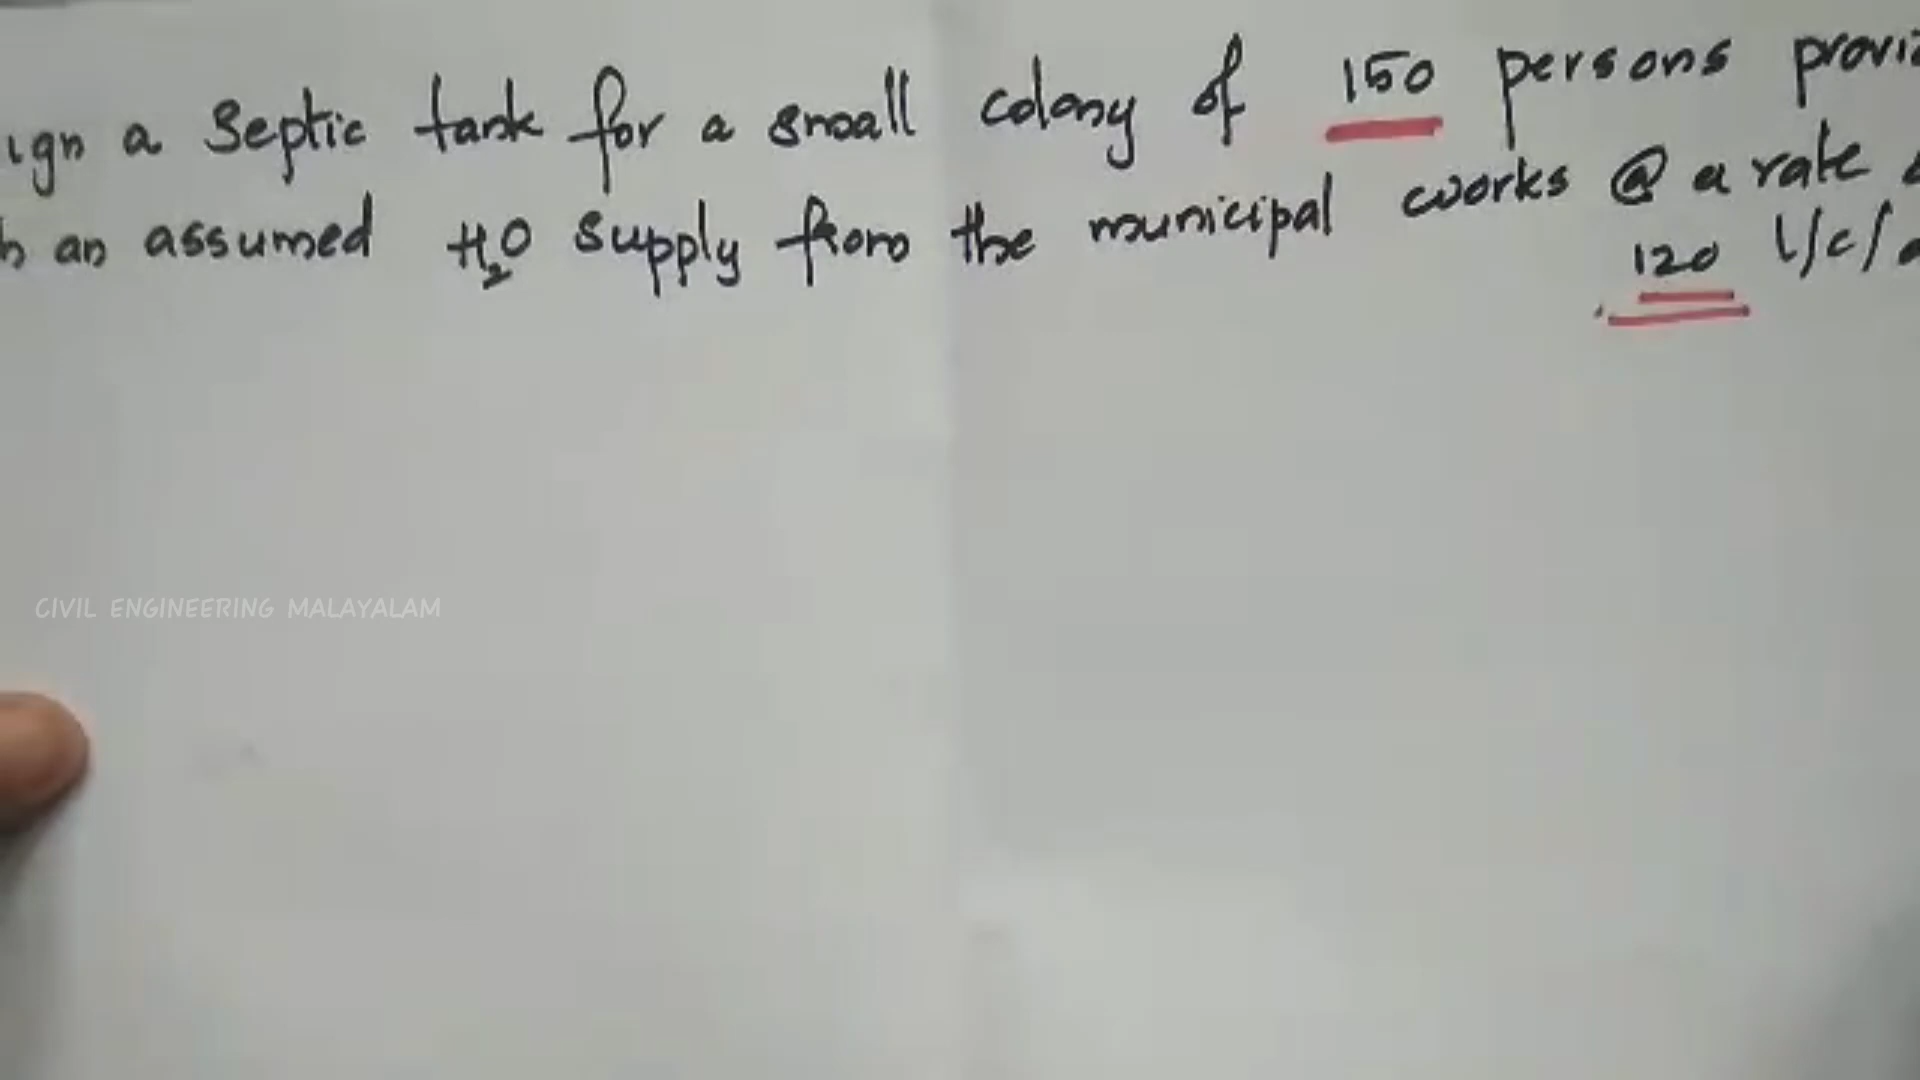 ign a Septic tank for a small colony of 150 persons provi
h an assumed H₂O supply from the municipal works @ a rate
120 l/c/
CIVIL ENGINEERING MALAYALAM